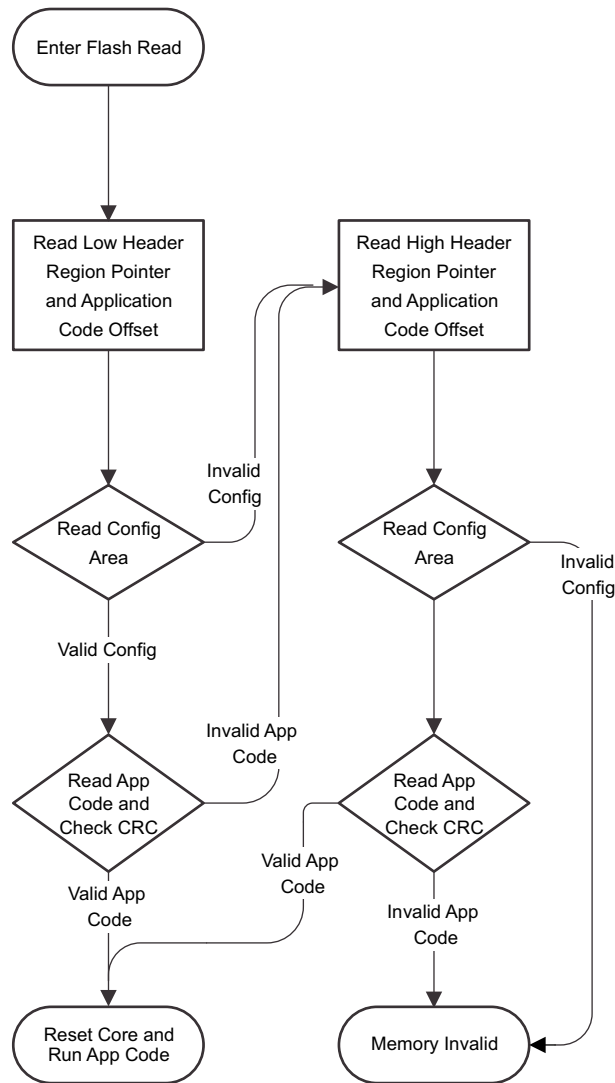 Enter Flash Read
Read Low Header
Region Pointer
and Application
Code Offset
Read High Header
Region Pointer
and Application
Code Offset
Invalid
Config
Read Config
Area
Read Config
Area
Invalid
Config
Valid Config
Invalid App
Code
Read App
Code and
Check CRC
Read App
Code and
Check CRC
Valid App
Code
Valid App
Code
Invalid App
Code
Reset Core and
Run App Code
Memory Invalid